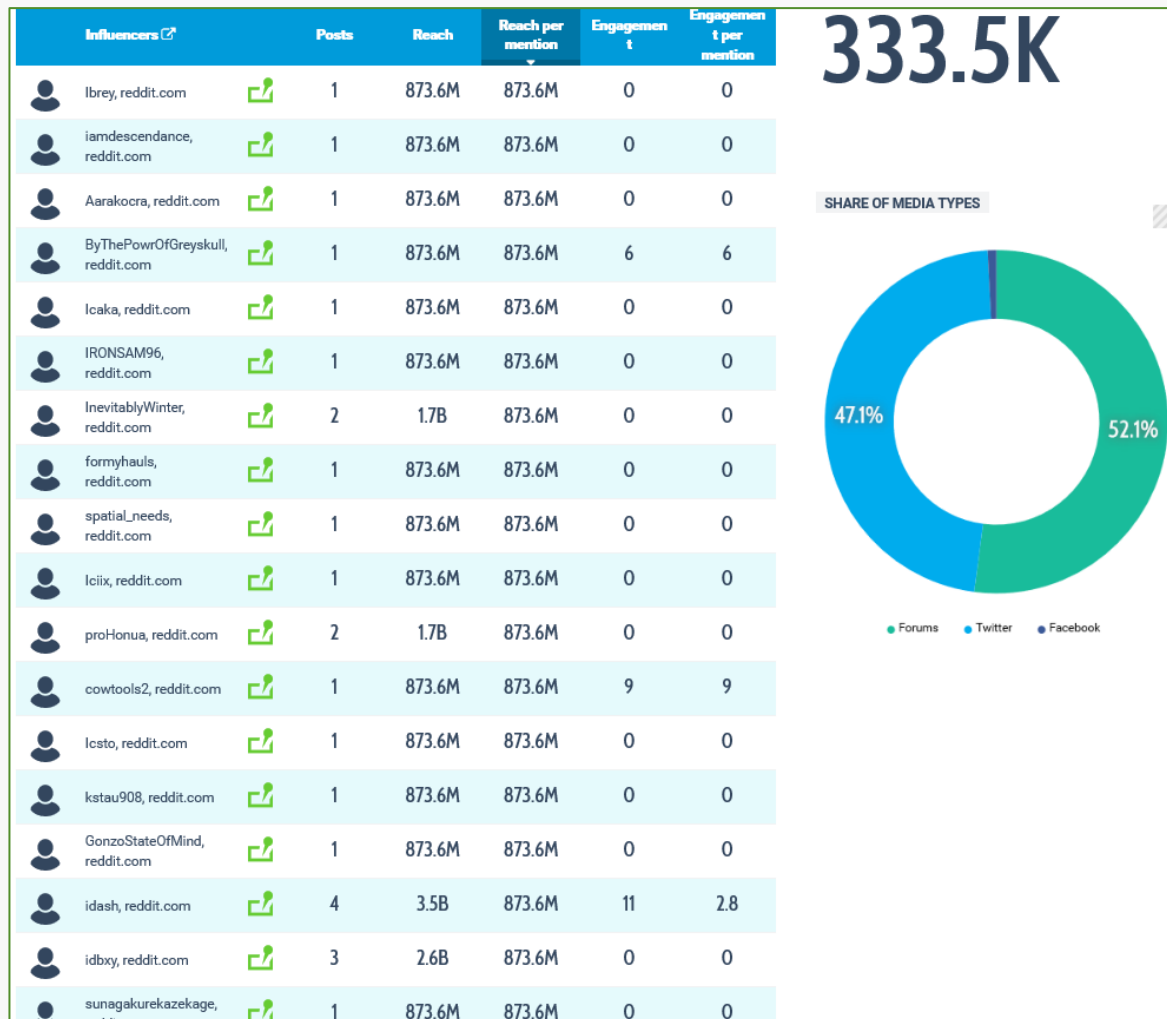 Influencers
Posts
Reach
Reach per
mention
Engagemen
t
Engagemen
t per
mention
Ibrey, reddit.com
1 873.6M 873.6M 0 0
iamdescendance,
reddit.com
1 873.6M 873.6M 0 0
Aarakocra, reddit.com
1 873.6M 873.6M 0 0
ByThePowrOfGreyskull,
reddit.com
1 873.6M 873.6M 6 6
Icaka, reddit.com
1 873.6M 873.6M 0 0
IRONSAM96,
reddit.com
1 873.6M 873.6M 0 0
InevitablyWinter,
reddit.com
2 1.7B 873.6M 0 0
formyhauls,
reddit.com
1 873.6M 873.6M 0 0
spatial_needs,
reddit.com
1 873.6M 873.6M 0 0
Iciix, reddit.com
1 873.6M 873.6M 0 0
proHonua, reddit.com
2 1.7B 873.6M 0 0
cowtools2, reddit.com
1 873.6M 873.6M 9 9
Icsto, reddit.com
1 873.6M 873.6M 0 0
kstau908, reddit.com
1 873.6M 873.6M 0 0
GonzoStateOfMind,
reddit.com
1 873.6M 873.6M 0 0
idash, reddit.com
4 3.5B 873.6M 11 2.8
idbxy, reddit.com
3 2.6B 873.6M 0 0
sunagakurekazekage,
1 873.6M 873.6M 0 0
333.5K
SHARE OF MEDIA TYPES
47.1%
52.1%
Forums Twitter Facebook